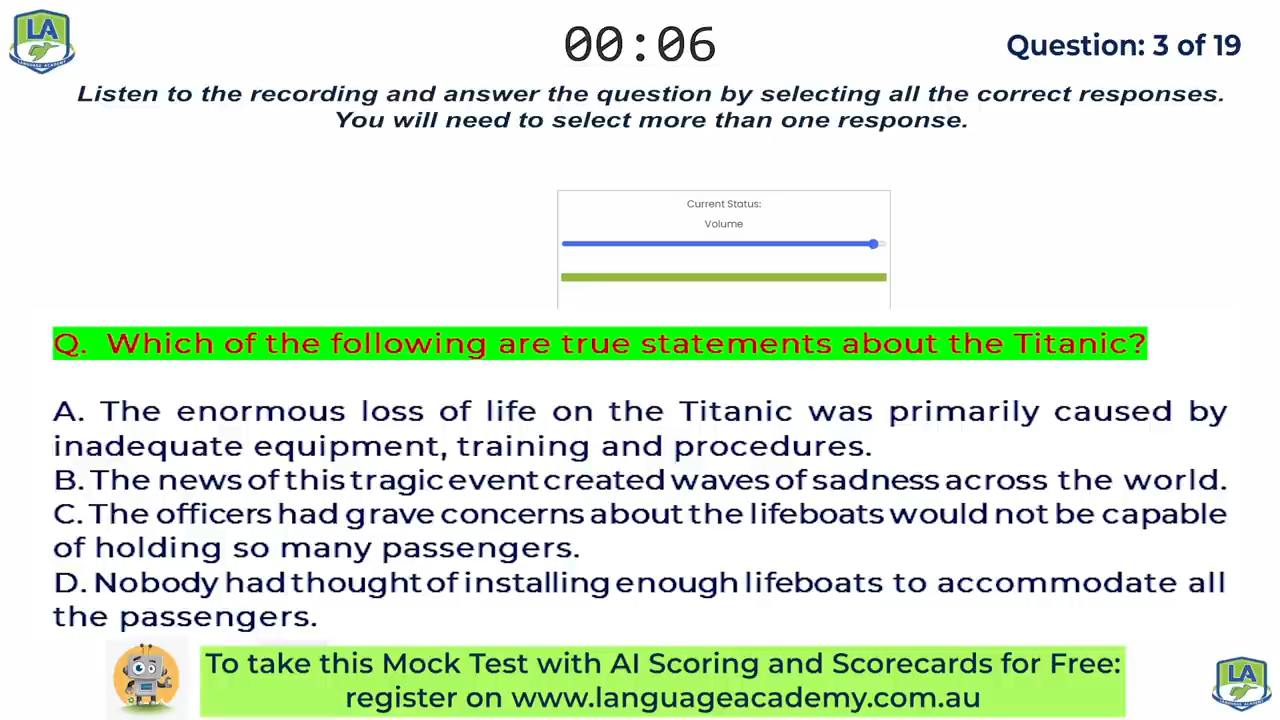 LA
LANGUAGE ACADEMY
00:06
Question: 3 of 19
Listen to the recording and answer the question by selecting all the correct responses.
You will need to select more than one response.
Current Status:
Volume
Q. Which of the following are true statements about the Titanic?
A. The enormous loss of life on the Titanic was primarily caused by
inadequate equipment, training and procedures.
B. The news of this tragic event created waves of sadness across the world.
C. The officers had grave concerns about the lifeboats would not be capable
of holding so many passengers.
D. Nobody had thought of installing enough lifeboats to accommodate all
the passengers.
To take this Mock Test with AI Scoring and Scorecards for Free:
register on www.languageacademy.com.au
LA
LANGUAGE ACADEMY